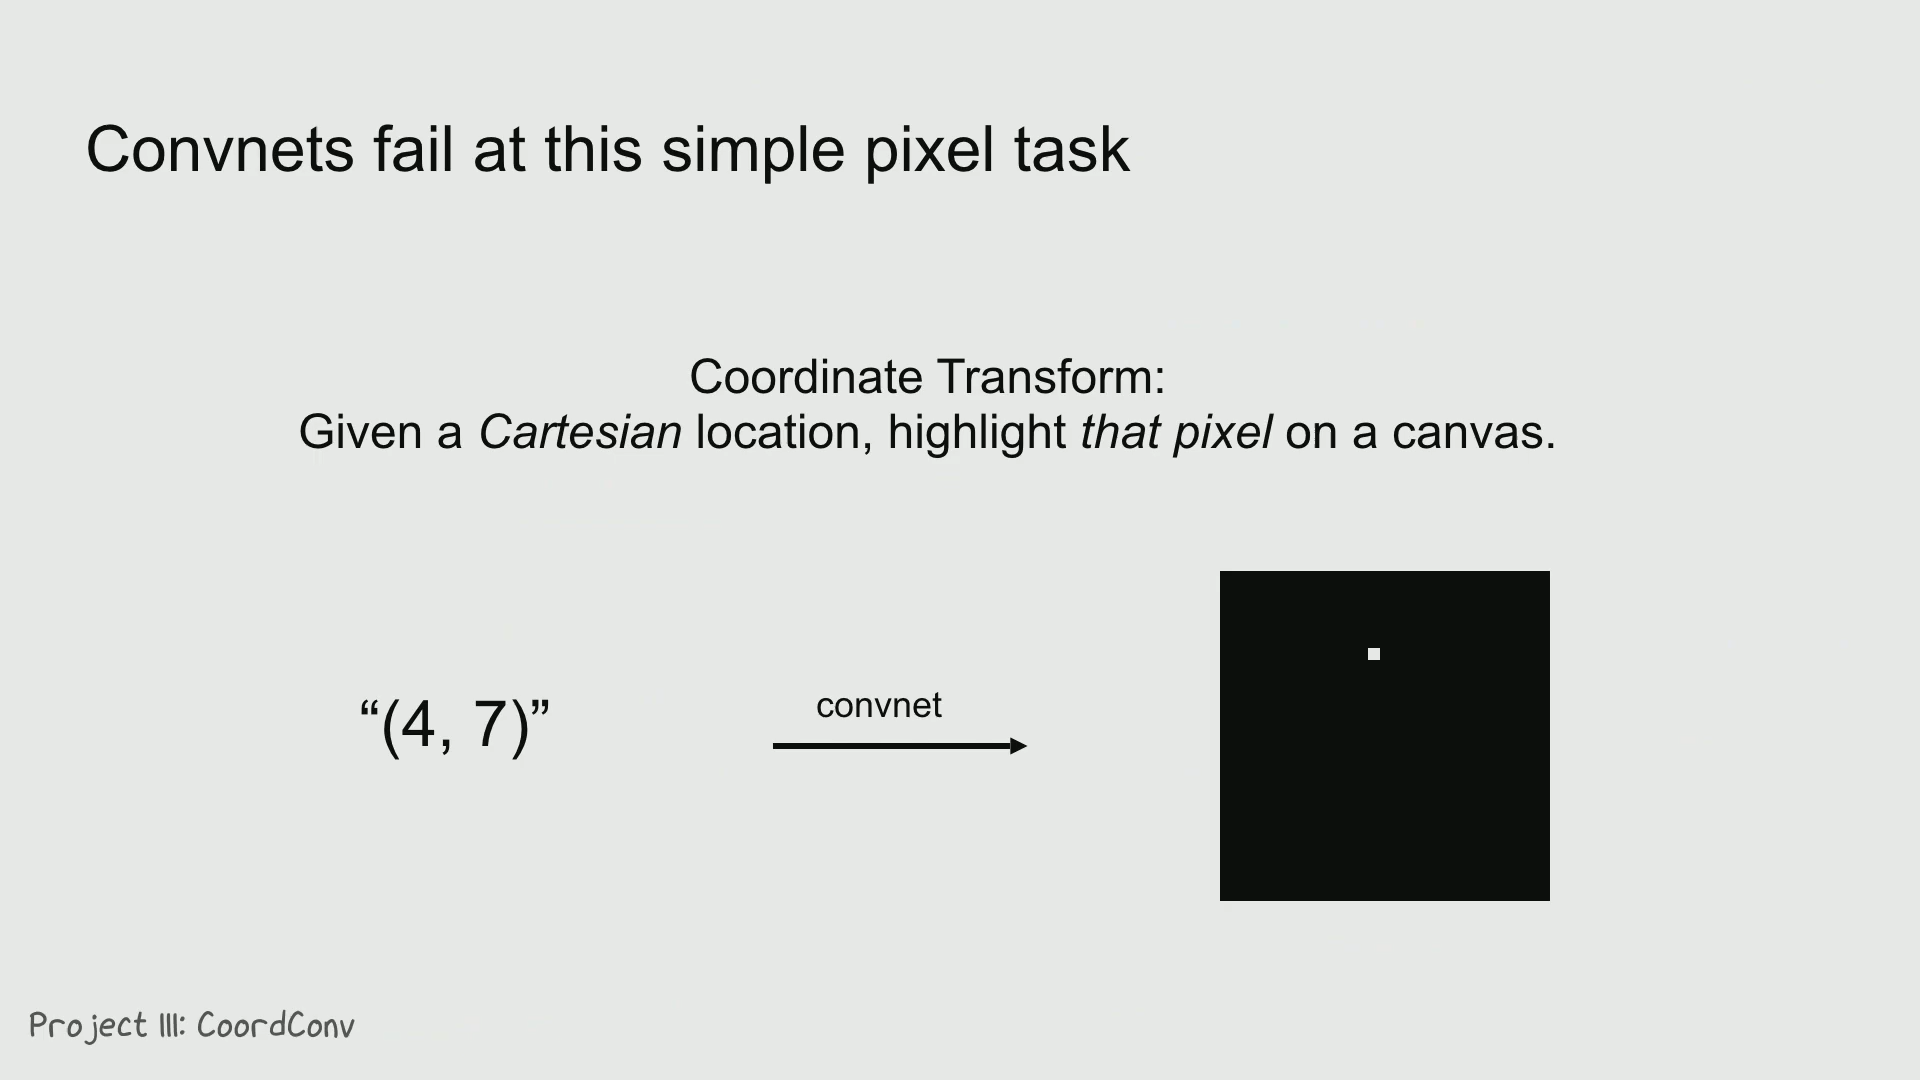 Convnets fail at this simple pixel task
Coordinate Transform:
Given a Cartesian location, highlight that pixel on a canvas.
“(4, 7)”
convnet
Project III: CoordConv